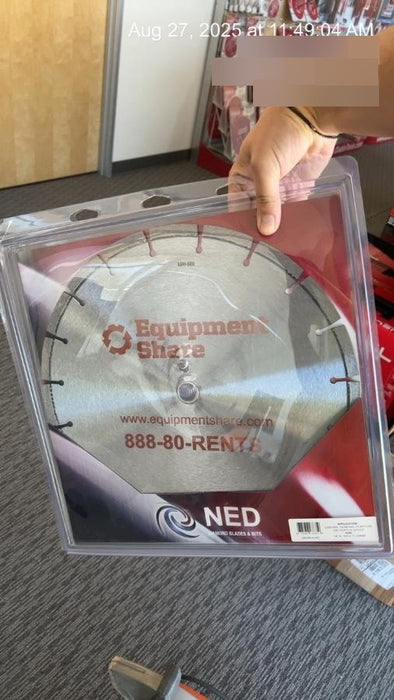 Aug 27, 2025 at 11:49:04 AM
Equipment
Share
www.equipmentshare.com
888-80-RENTS
NED
DIAMOND BLADES & BITS
APPLICATION